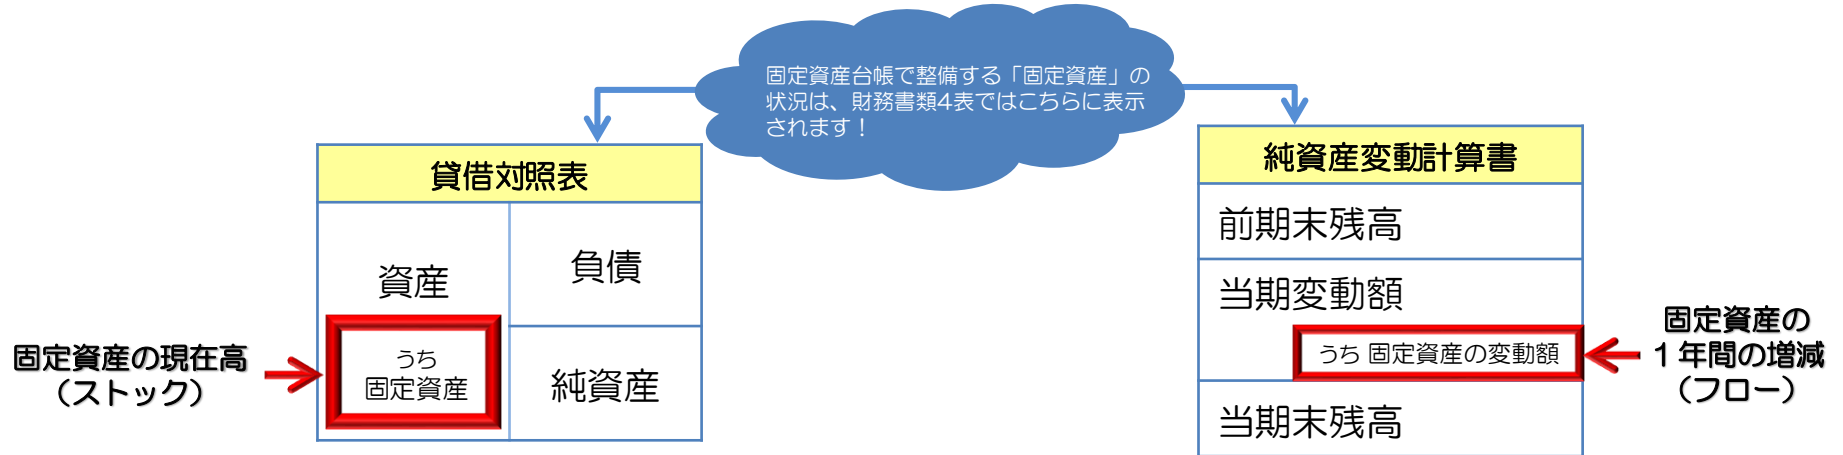 固定資産台帳で整備する「固定資産」の
状況は、財務書類4表ではこちらに表示
されます！
貸借対照表
資産
負債
うち
固定資産
純資産
固定資産の現在高
（ストック）
純資産変動計算書
前期末残高
当期変動額
うち 固定資産の変動額
当期末残高
固定資産の
１年間の増減
（フロー）